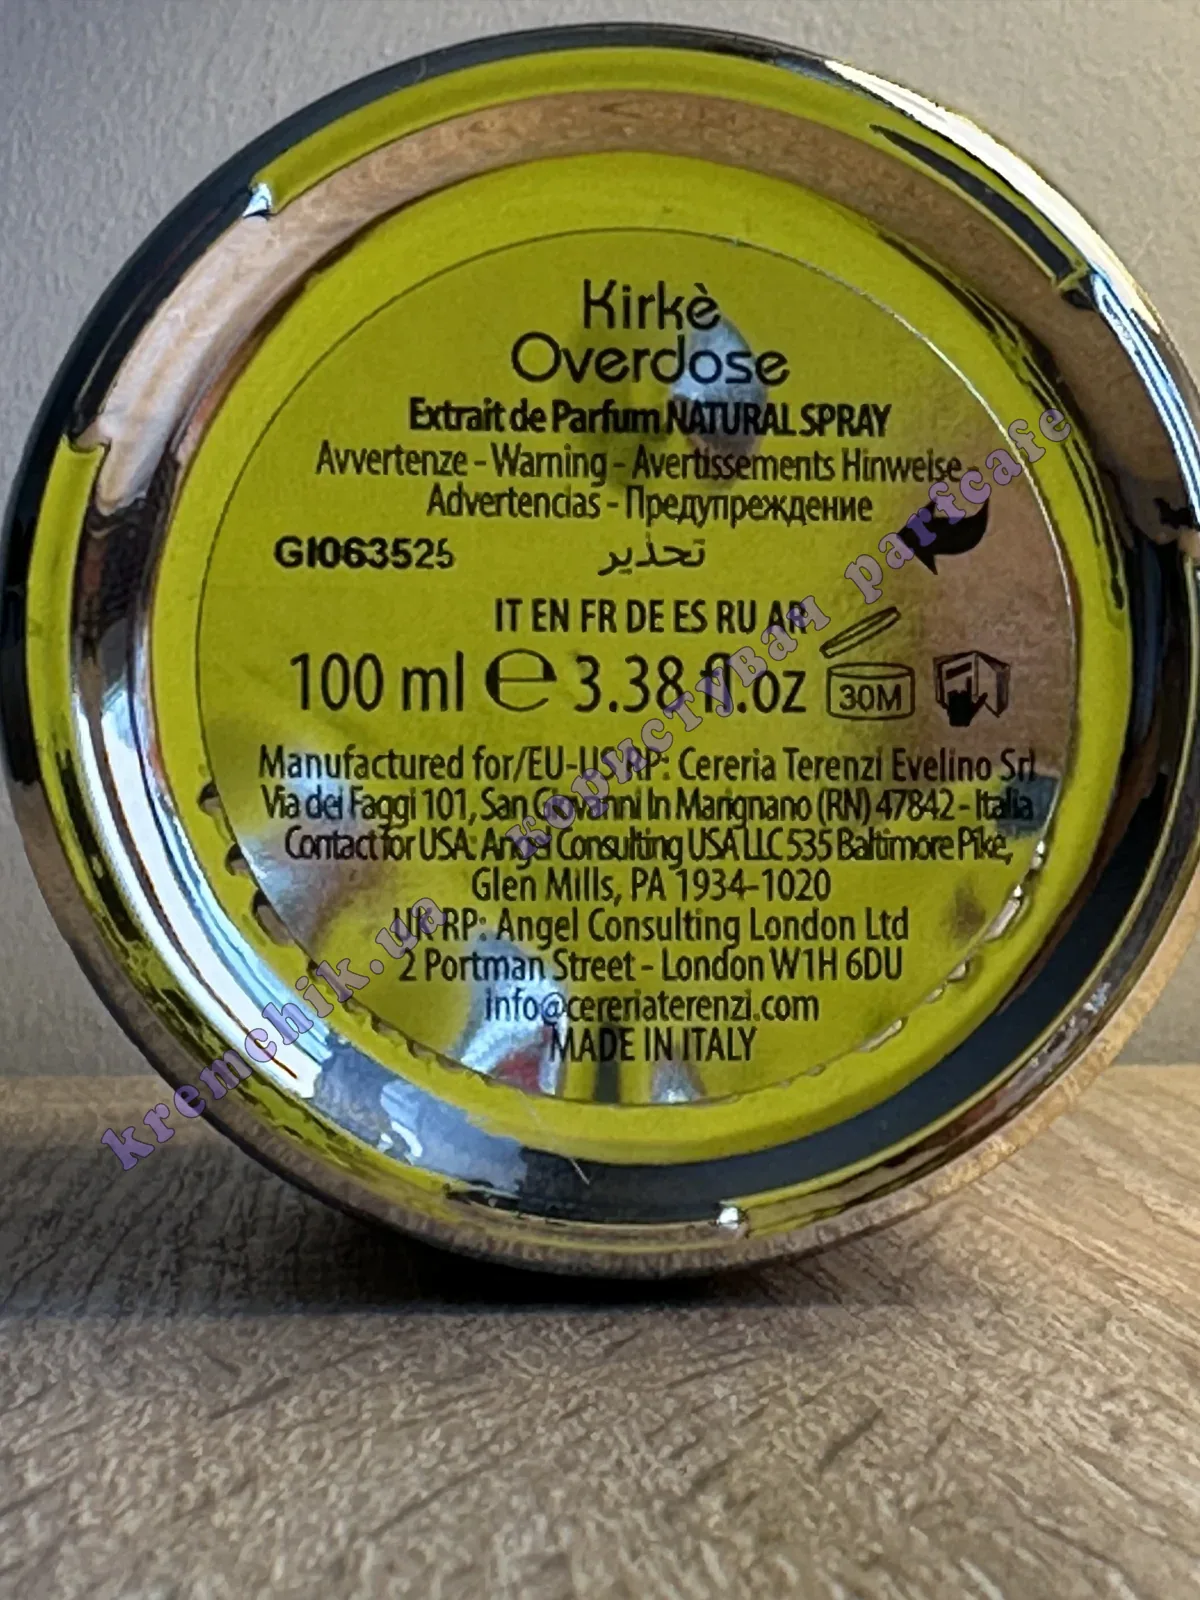 Kirkè
Overdose
Extrait de Parfum NATURAL SPRAY
Avvertenze - Warning - Avertissements Hinweise -
Advertencias - Предупреждение
GI063525 تحذير
IT EN FR DE ES RU AR
100 ml ℮ 3.38 fl.oz 30M
Manufactured for/EU-US RP: Cereria Terenzi Evelino Srl
Via dei Faggi 101, San Giovanni In Marignano (RN) 47842 - Italia
Contact for USA: Angel Consulting USA LLC 535 Baltimore Pike,
Glen Mills, PA 1934-1020
UK RP: Angel Consulting London Ltd
2 Portman Street - London W1H 6DU
info@cereriaterenzi.com
MADE IN ITALY
kremchik.ua користувач parfcafe